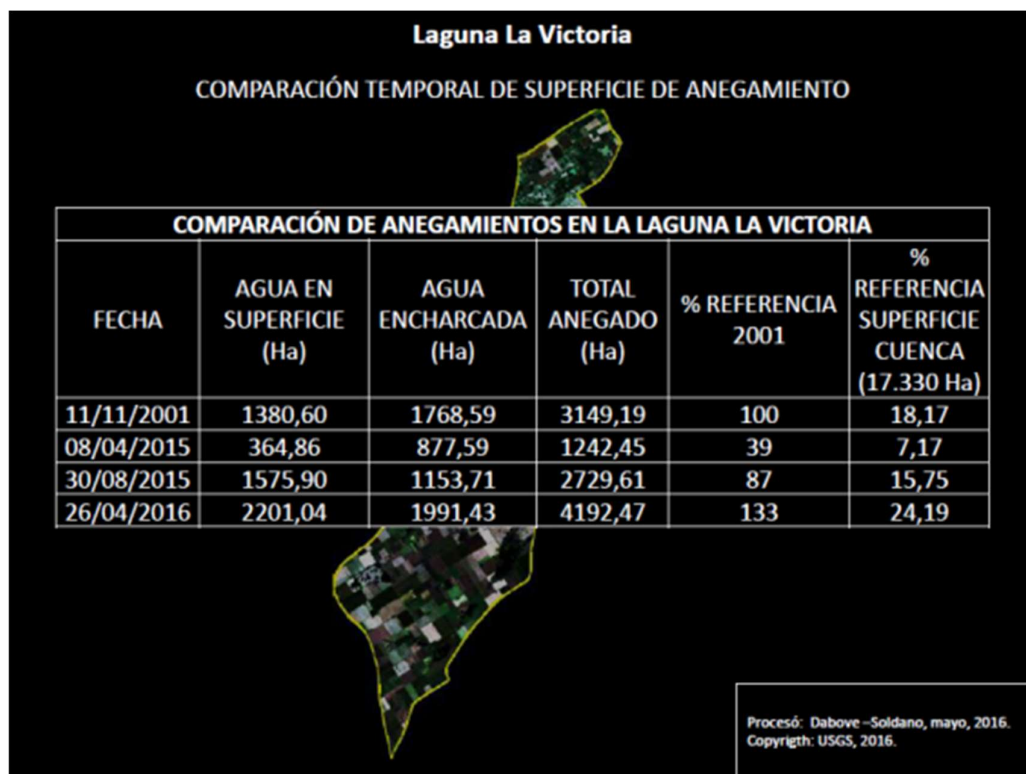 Laguna La Victoria
COMPARACIÓN TEMPORAL DE SUPERFICIE DE ANEGAMIENTO
COMPARACIÓN DE ANEGAMIENTOS EN LA LAGUNA LA VICTORIA
FECHA
AGUA EN
SUPERFICIE
(Ha)
AGUA
ENCHARCADA
(Ha)
TOTAL
ANEGADO
(Ha)
% REFERENCIA
2001
%
REFERENCIA
SUPERFICIE
CUENCA
(17.330 Ha)
11/11/2001 1380,60 1768,59 3149,19 100 18,17
08/04/2015 364,86 877,59 1242,45 39 7,17
30/08/2015 1575,90 1153,71 2729,61 87 15,75
26/04/2016 2201,04 1991,43 4192,47 133 24,19
Procesó: Dabove –Soldano, mayo, 2016.
Copyrigth: USGS, 2016.